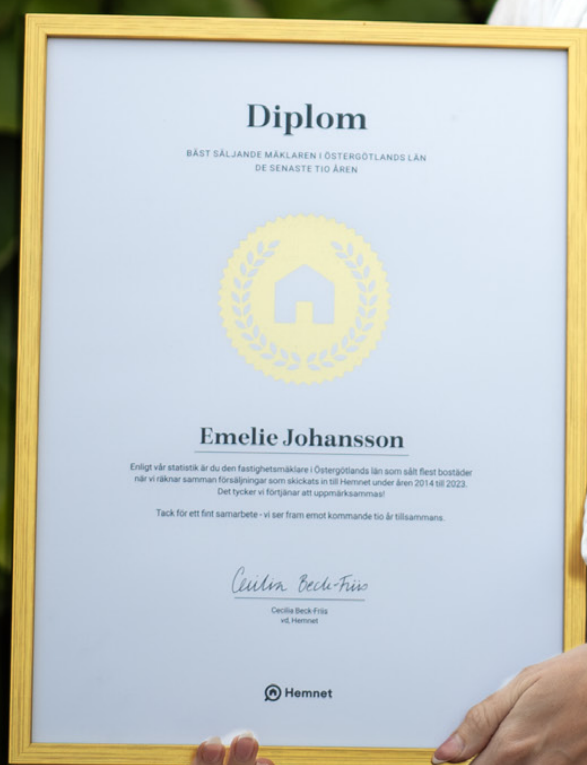 Diplom
BÄST SÄLJANDE MÄKLAREN I ÖSTERGÖTLANDS LÄN
DE SENASTE TIO ÅREN
Emelie Johansson
Enligt vår statistik är du den fastighetsmäklare i Östergötlands län som sålt flest bostäder
när vi räknar samman försäljningar som skickats in till Hemnet under åren 2014 till 2023.
Det tycker vi förtjänar att uppmärksammas!
Tack för ett fint samarbete - vi ser fram emot kommande tio år tillsammans.
Cecilia Beck-Friis
Cecilia Beck-Friis
vd, Hemnet
Hemnet